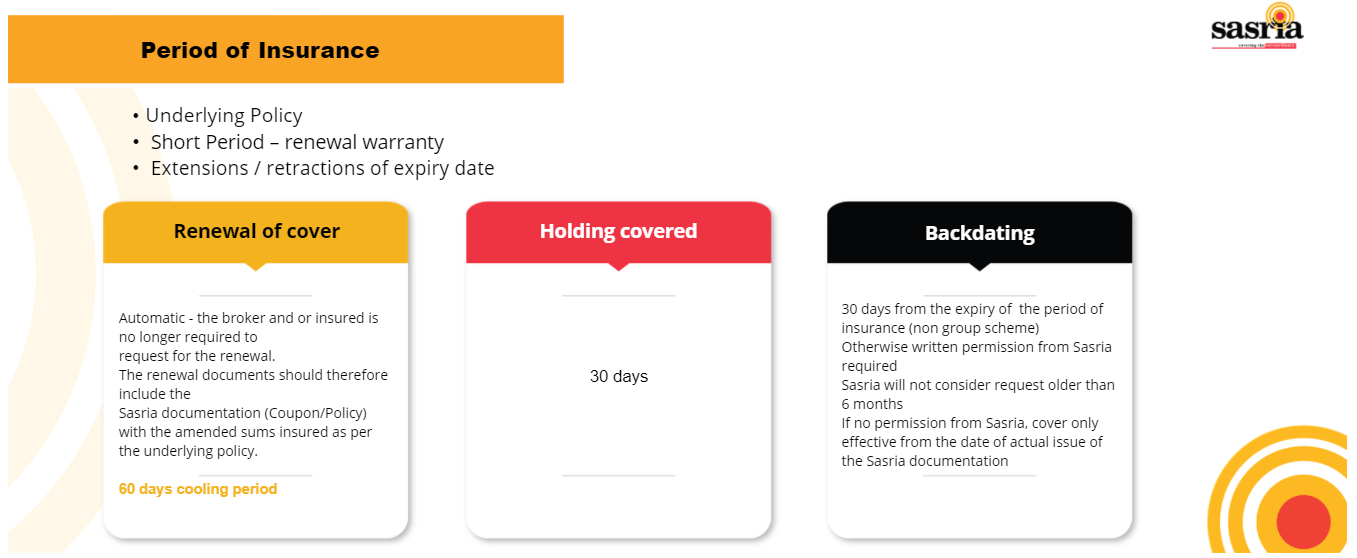 sasria
covering the extraordinary
Period of Insurance
• Underlying Policy
• Short Period – renewal warranty
• Extensions / retractions of expiry date
Renewal of cover
Automatic - the broker and or insured is
no longer required to
request for the renewal.
The renewal documents should therefore
include the
Sasria documentation (Coupon/Policy)
with the amended sums insured as per
the underlying policy.
60 days cooling period
Holding covered
30 days
Backdating
30 days from the expiry of the period of
insurance (non group scheme)
Otherwise written permission from Sasria
required
Sasria will not consider request older than
6 months
If no permission from Sasria, cover only
effective from the date of actual issue of
the Sasria documentation